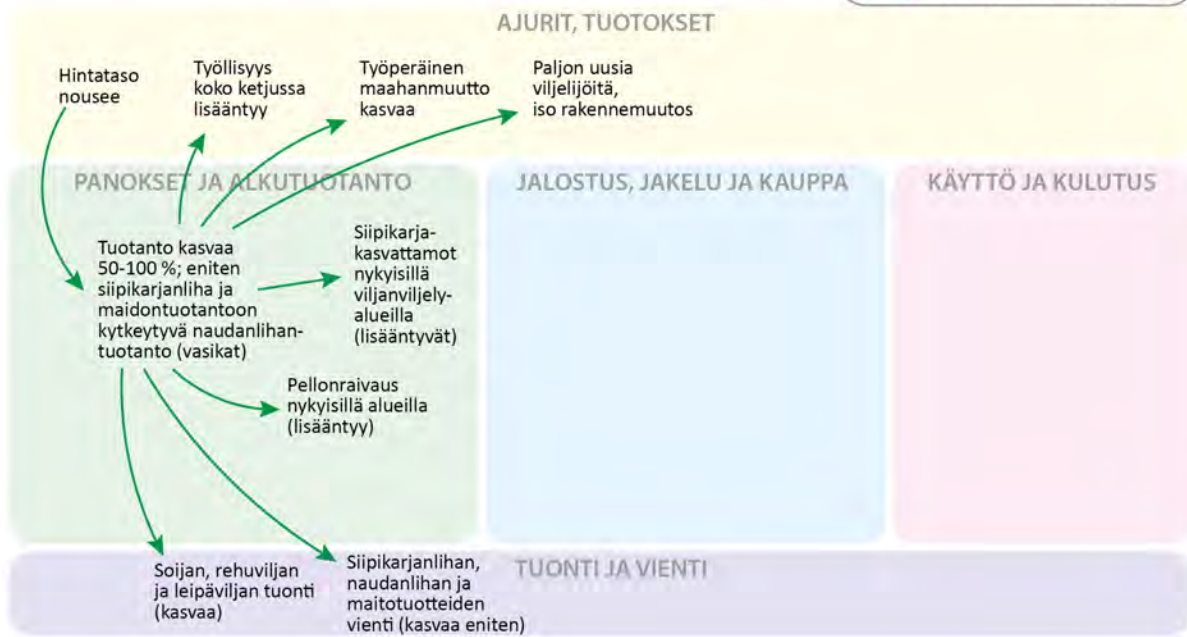 AJURIT, TUOTOKSET
Hintataso
nousee
Työllisyys
koko ketjussa
lisääntyy
Työperäinen
maahanmuutto
kasvaa
Paljon uusia
viljelijöitä,
iso rakennemuutos
PANOKSET JA ALKUTUOTANTO
JALOSTUS, JAKELU JA KAUPPA
KÄYTTÖ JA KULUTUS
Tuotanto kasvaa
50-100 %; eniten
siipikarjanliha ja
maidontuotantoon
kytkeytyvä naudanlihan-
tuotanto (vasikat)
Siipikarja-
kasvattamot
nykyisillä
viljanviljely-
alueilla
(lisääntyvät)
Pellonraivaus
nykyisillä alueilla
(lisääntyy)
TUONTI JA VIENTI
Soijan, rehuviljan
ja leipäviljan tuonti
(kasvaa)
Siipikarjanlihan,
naudanlihan ja
maitotuotteiden
vienti (kasvaa eniten)